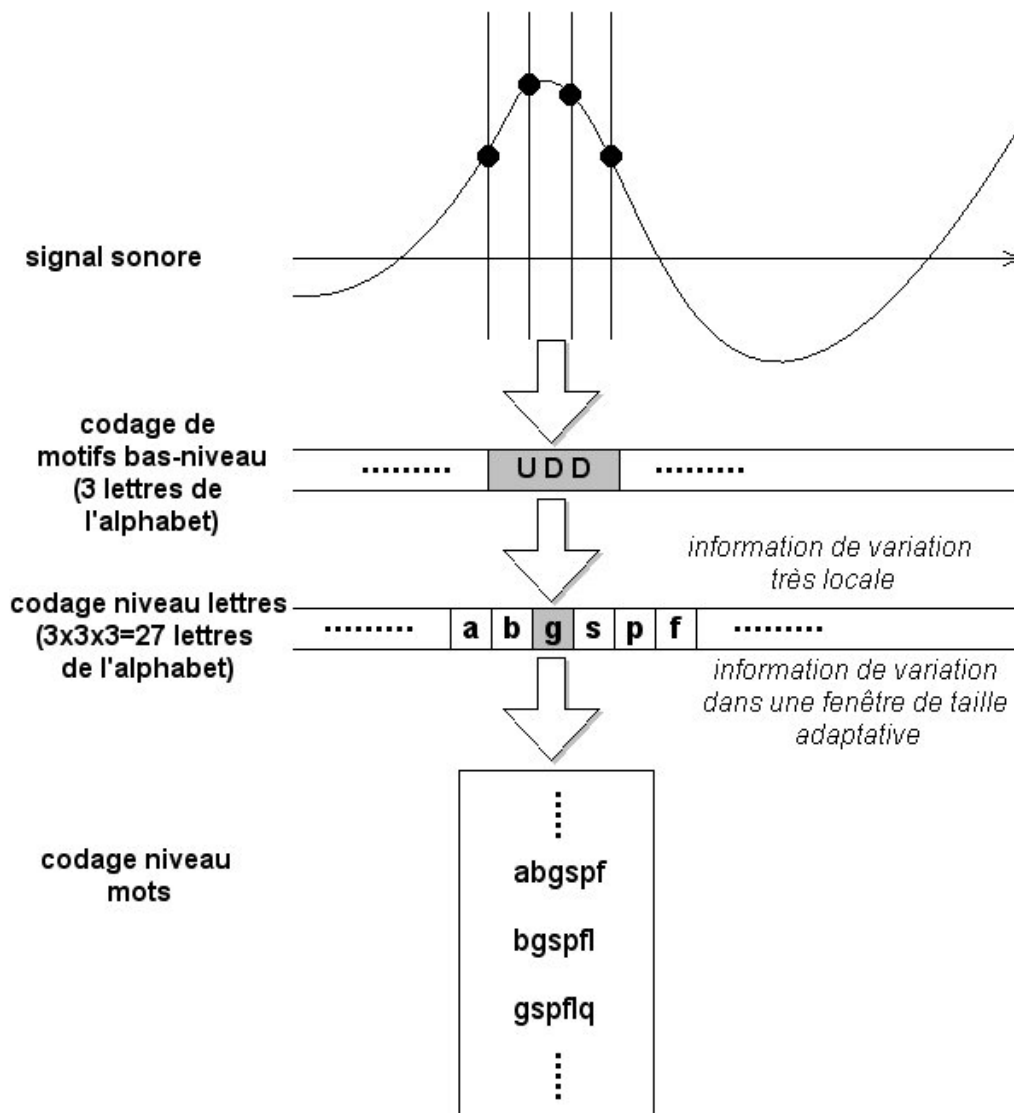 signal sonore
codage de
motifs bas-niveau
(3 lettres de
l'alphabet)
......... U D D .........
information de variation
très locale
codage niveau lettres
(3x3x3=27 lettres
de l'alphabet)
......... a b g s p f .........
information de variation
dans une fenêtre de taille
adaptative
codage niveau
mots
abgspf
bgspfl
gspflq